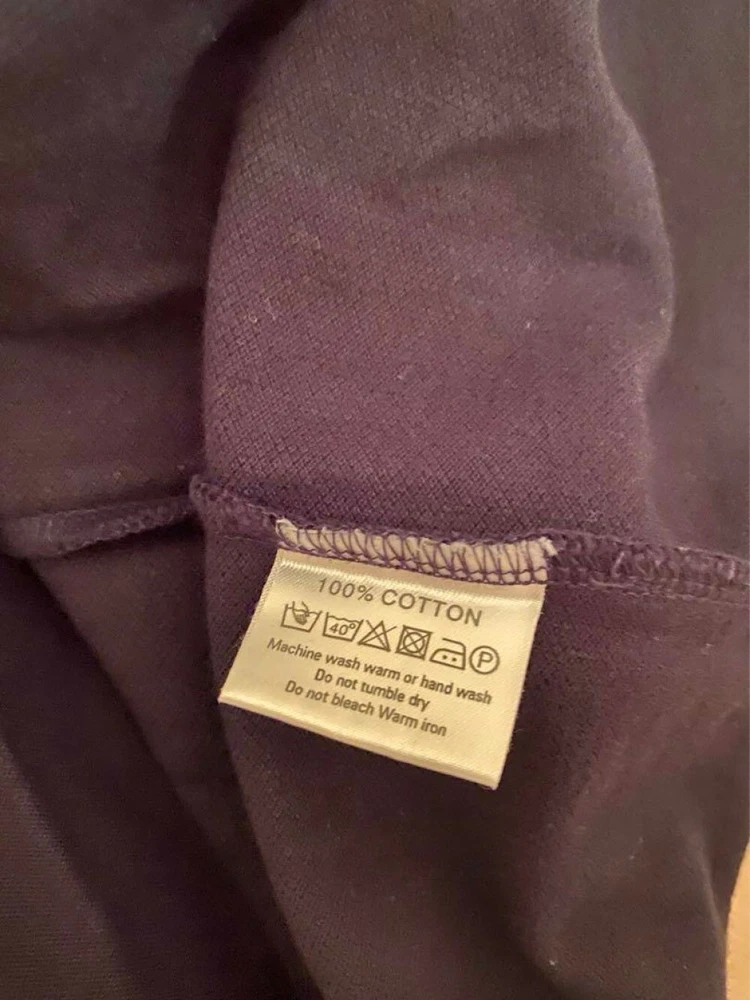 100% COTTON
40° P
Machine wash warm or hand wash
Do not tumble dry
Do not bleach Warm iron